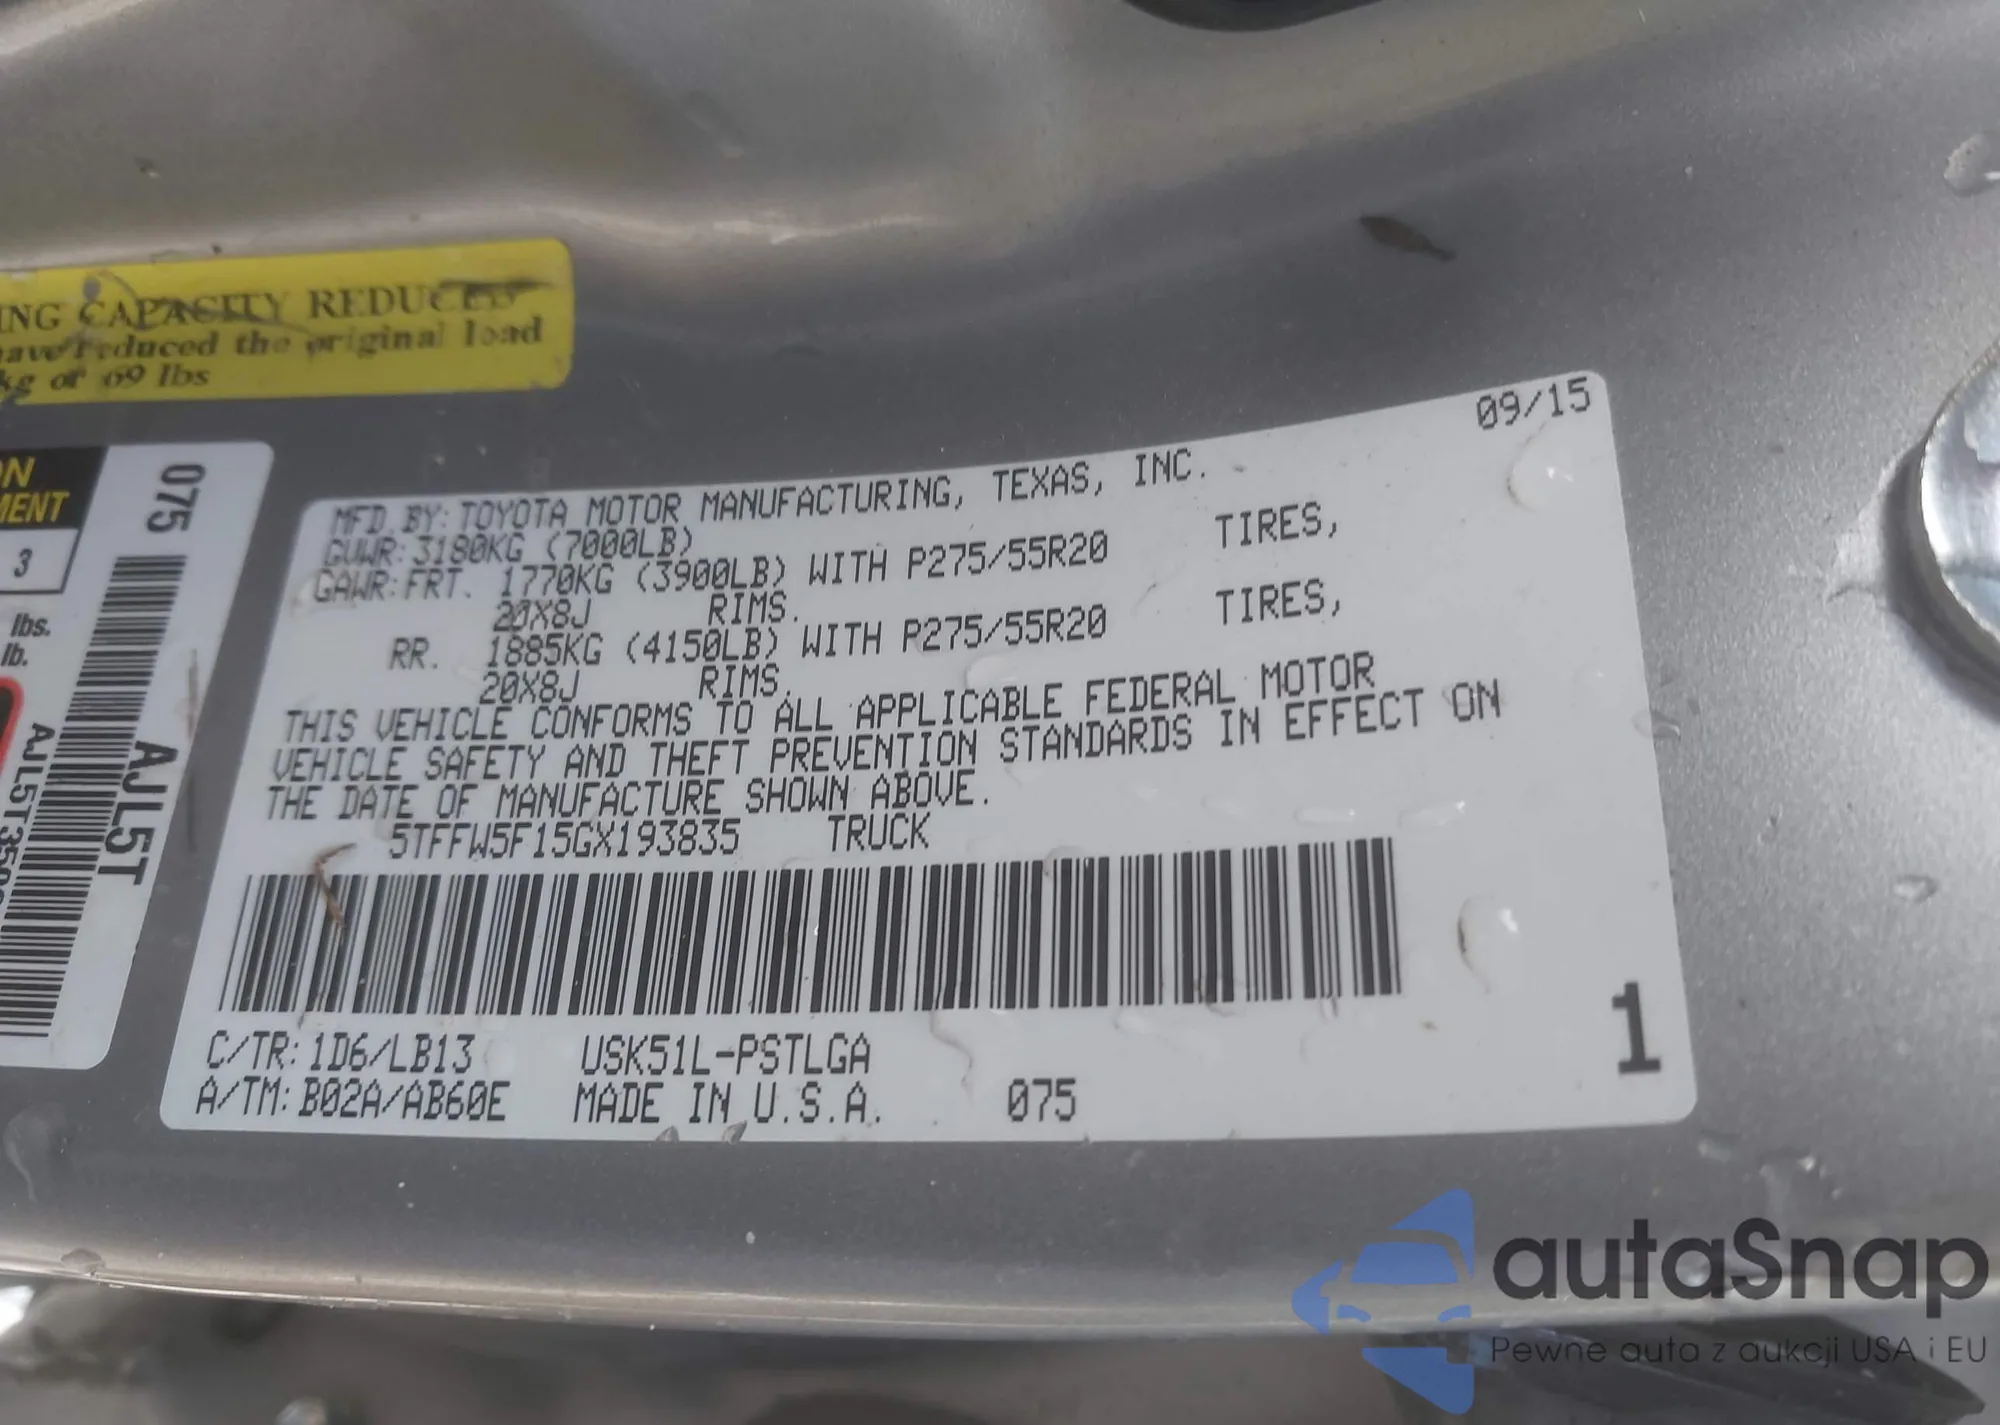 ING CAPACITY REDUCED
have reduced the original load
kg or 69 lbs
ON
MENT
3
lbs.
lb.
075
AJL5T
09/15
MFD. BY: TOYOTA MOTOR MANUFACTURING, TEXAS, INC.
GVWR: 3180KG (7000LB)
GAWR: FRT. 1770KG (3900LB) WITH P275/55R20 TIRES,
20X8J RIMS.
RR. 1885KG (4150LB) WITH P275/55R20 TIRES,
20X8J RIMS.
THIS VEHICLE CONFORMS TO ALL APPLICABLE FEDERAL MOTOR
VEHICLE SAFETY AND THEFT PREVENTION STANDARDS IN EFFECT ON
THE DATE OF MANUFACTURE SHOWN ABOVE.
5TFFW5F15GX193835 TRUCK
C/TR: 1D6/LB13 USK51L-PSTLGA
A/TM: B02A/AB60E MADE IN U.S.A. 075
1
autaSnap
Pewne auta z aukcji USA i EU